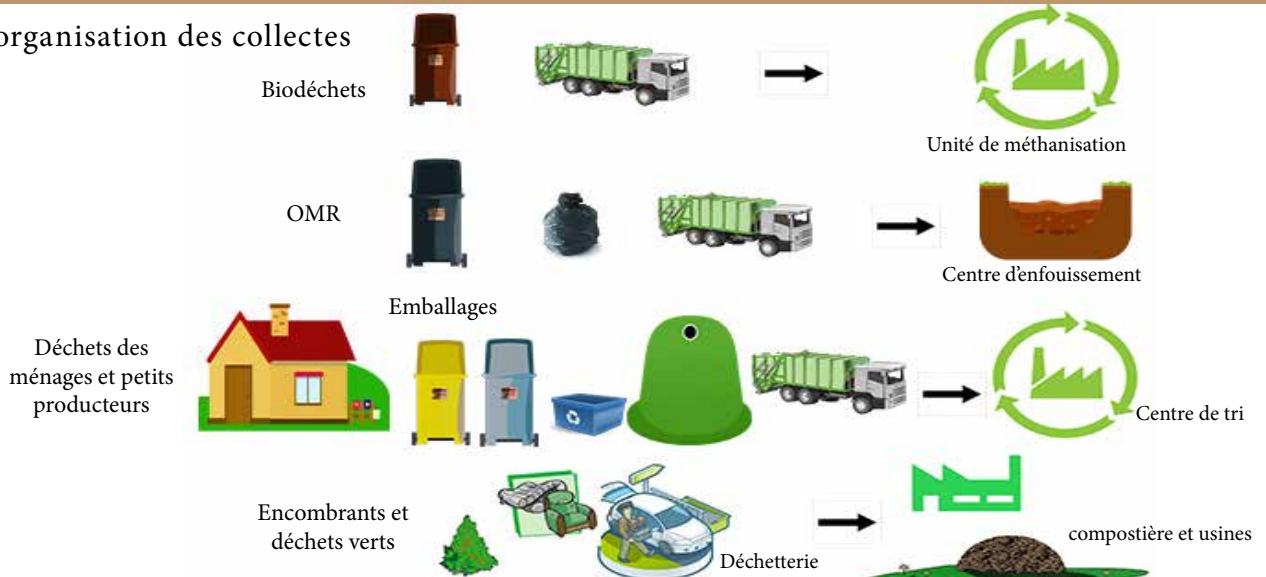 organisation des collectes
Biodéchets
Unité de méthanisation
OMR
Centre d'enfouissement
Emballages
Déchets des
ménages et petits
producteurs
Centre de tri
Encombrants et
déchets verts
Déchetterie
compostière et usines